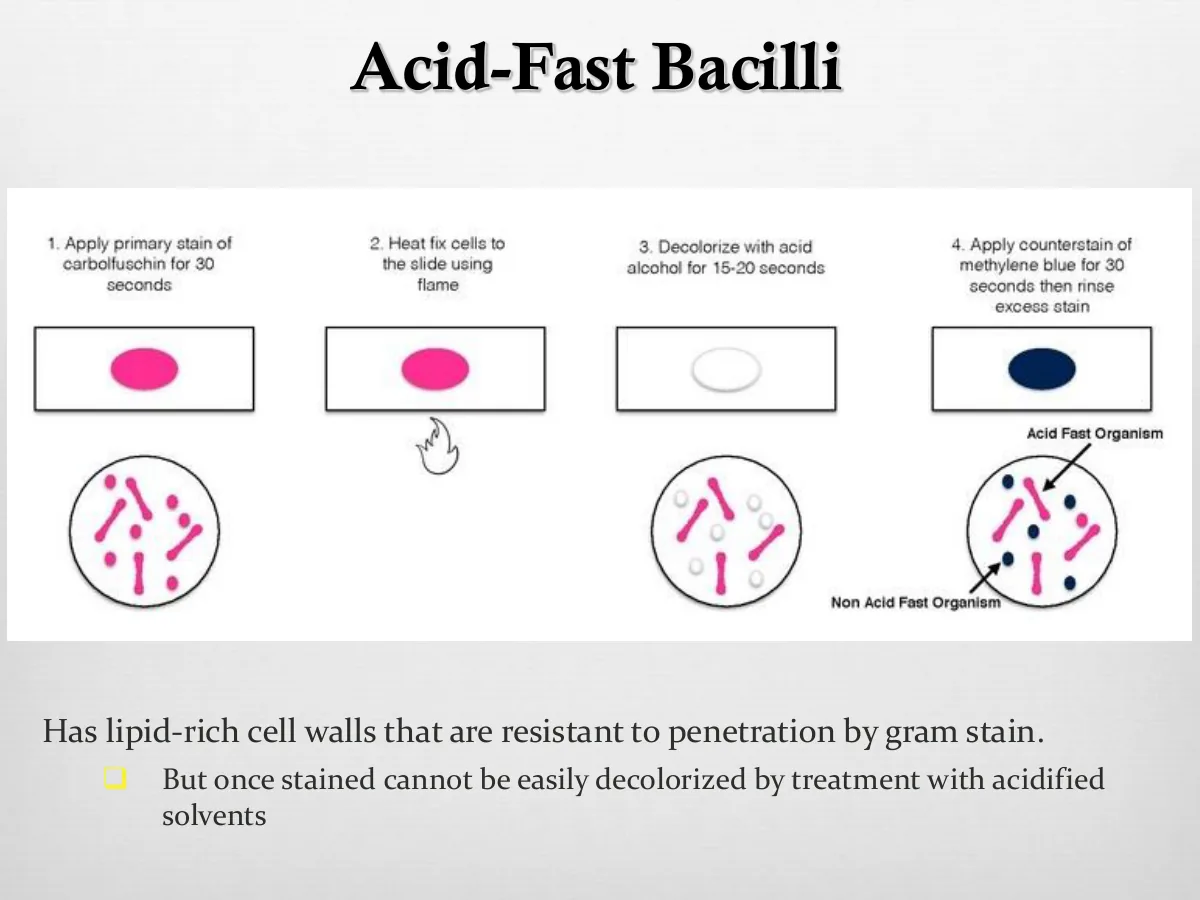 Acid-Fast Bacilli
1. Apply primary stain of
carbolfuschin for 30
seconds
2. Heat fix cells to
the slide using
flame
3. Decolorize with acid
alcohol for 15-20 seconds
4. Apply counterstain of
methylene blue for 30
seconds then rinse
excess stain
Acid Fast Organism
Non Acid Fast Organism
Has lipid-rich cell walls that are resistant to penetration by gram stain.
But once stained cannot be easily decolorized by treatment with acidified
solvents